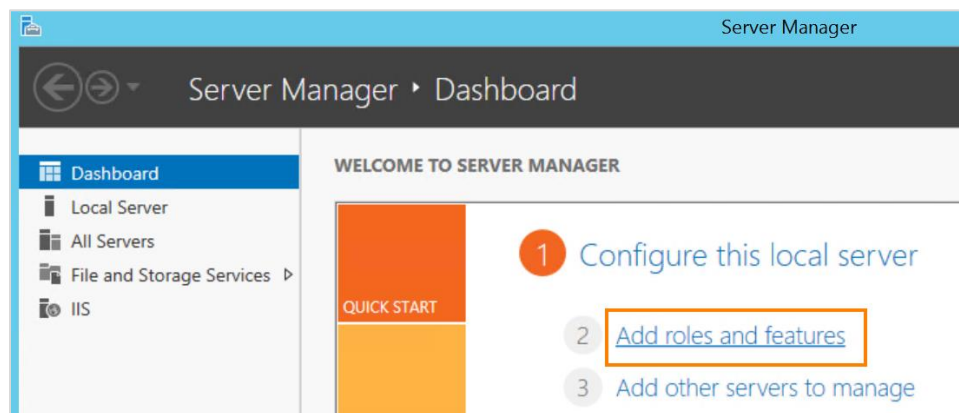 Server Manager
Server Manager ‣ Dashboard
Dashboard
Local Server
All Servers
File and Storage Services
IIS
WELCOME TO SERVER MANAGER
QUICK START
1 Configure this local server
2 Add roles and features
3 Add other servers to manage